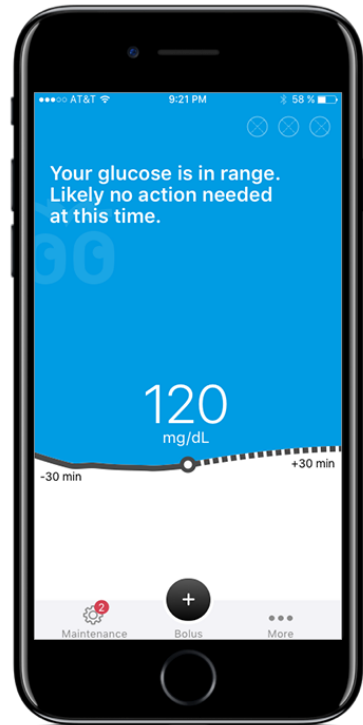 ●●●○○ AT&T 9:21 PM 58 %
Your glucose is in range.
Likely no action needed
at this time.
120
mg/dL
-30 min
+30 min
2
+
Maintenance Bolus More